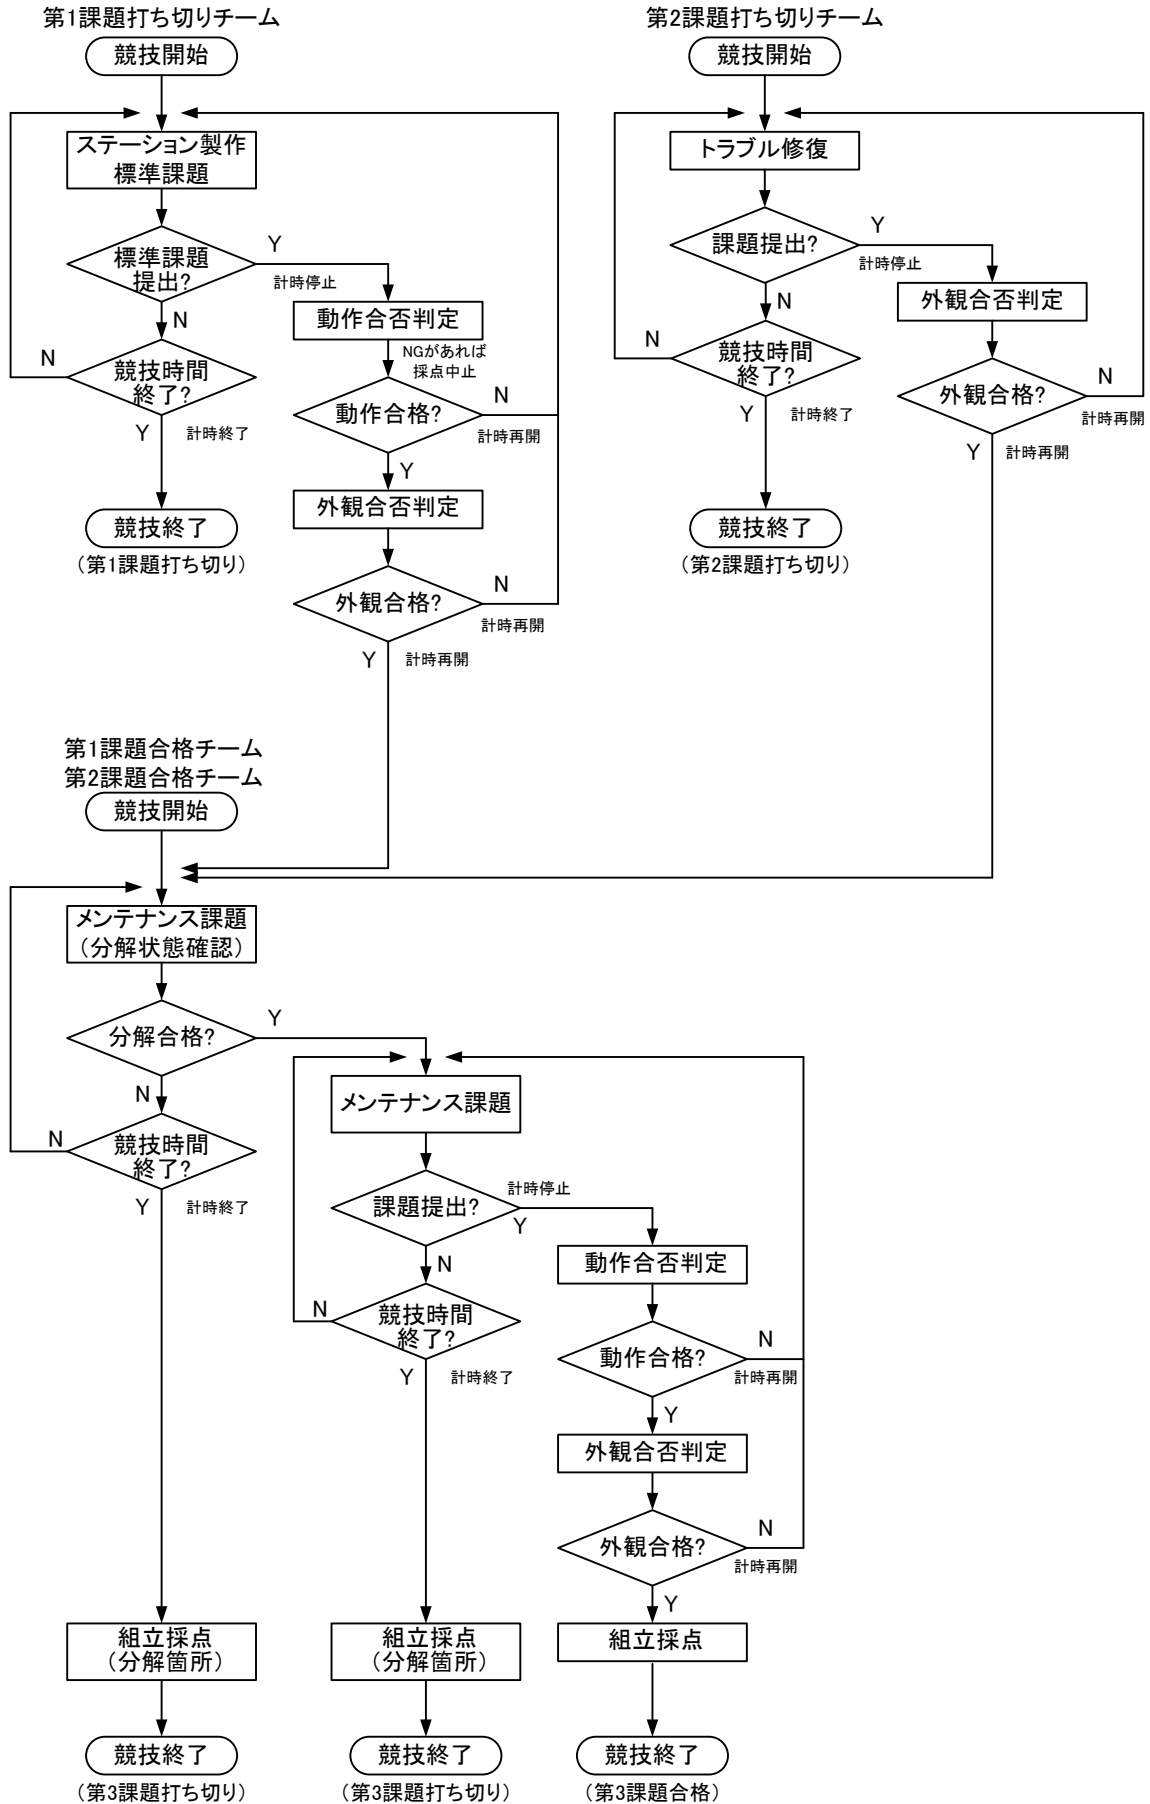 第1課題打ち切りチーム
競技開始
ステーション製作
標準課題
標準課題
提出?
Y
計時停止
N
競技時間
終了?
N
Y
計時終了
競技終了
(第1課題打ち切り)
動作合否判定
NGがあれば
採点中止
動作合格?
N
計時再開
Y
外観合否判定
外観合格?
N
計時再開
Y
計時再開
第2課題打ち切りチーム
競技開始
トラブル修復
課題提出?
Y
計時停止
N
競技時間
終了?
N
Y
計時終了
競技終了
(第2課題打ち切り)
外観合否判定
外観合格?
N
計時再開
Y
計時再開
第1課題合格チーム
第2課題合格チーム
競技開始
メンテナンス課題
(分解状態確認)
分解合格?
Y
N
競技時間
終了?
N
Y
計時終了
組立採点
(分解箇所)
競技終了
(第3課題打ち切り)
メンテナンス課題
課題提出?
計時停止
Y
N
競技時間
終了?
N
Y
計時終了
組立採点
(分解箇所)
競技終了
(第3課題打ち切り)
動作合否判定
動作合格?
N
計時再開
Y
外観合否判定
外観合格?
N
計時再開
Y
組立採点
競技終了
(第3課題合格)